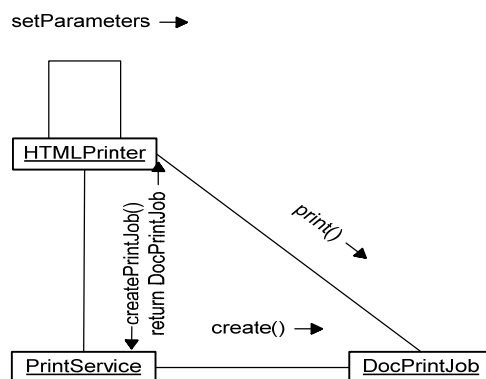 setParameters
HTMLPrinter
createPrintJob()
return DocPrintJob
print()
create()
PrintService
DocPrintJob